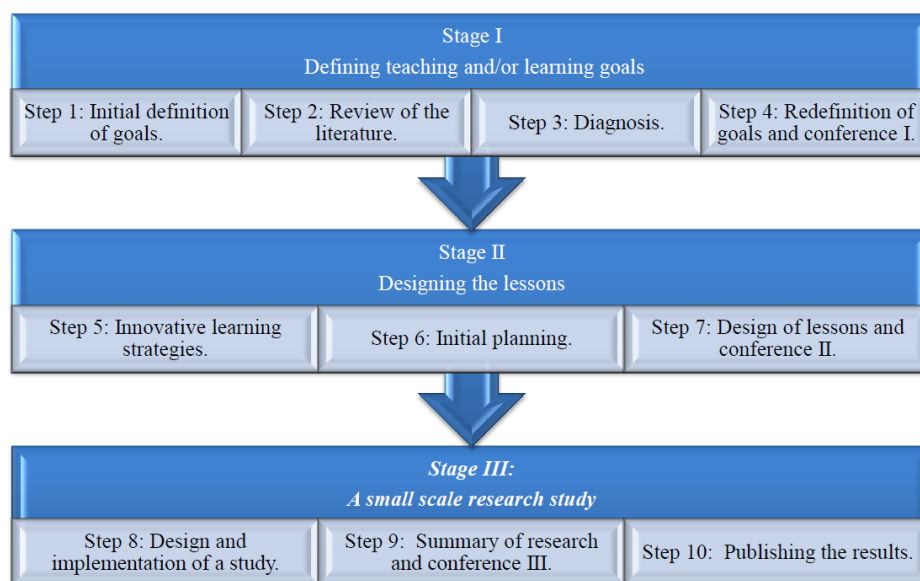 Stage I
Defining teaching and/or learning goals
Step 1: Initial definition
of goals.
Step 2: Review of the
literature.
Step 3: Diagnosis.
Step 4: Redefinition of
goals and conference I.
Stage II
Designing the lessons
Step 5: Innovative learning
strategies.
Step 6: Initial planning.
Step 7: Design of lessons and
conference II.
Stage III:
A small scale research study
Step 8: Design and
implementation of a study.
Step 9: Summary of research
and conference III.
Step 10: Publishing the results.